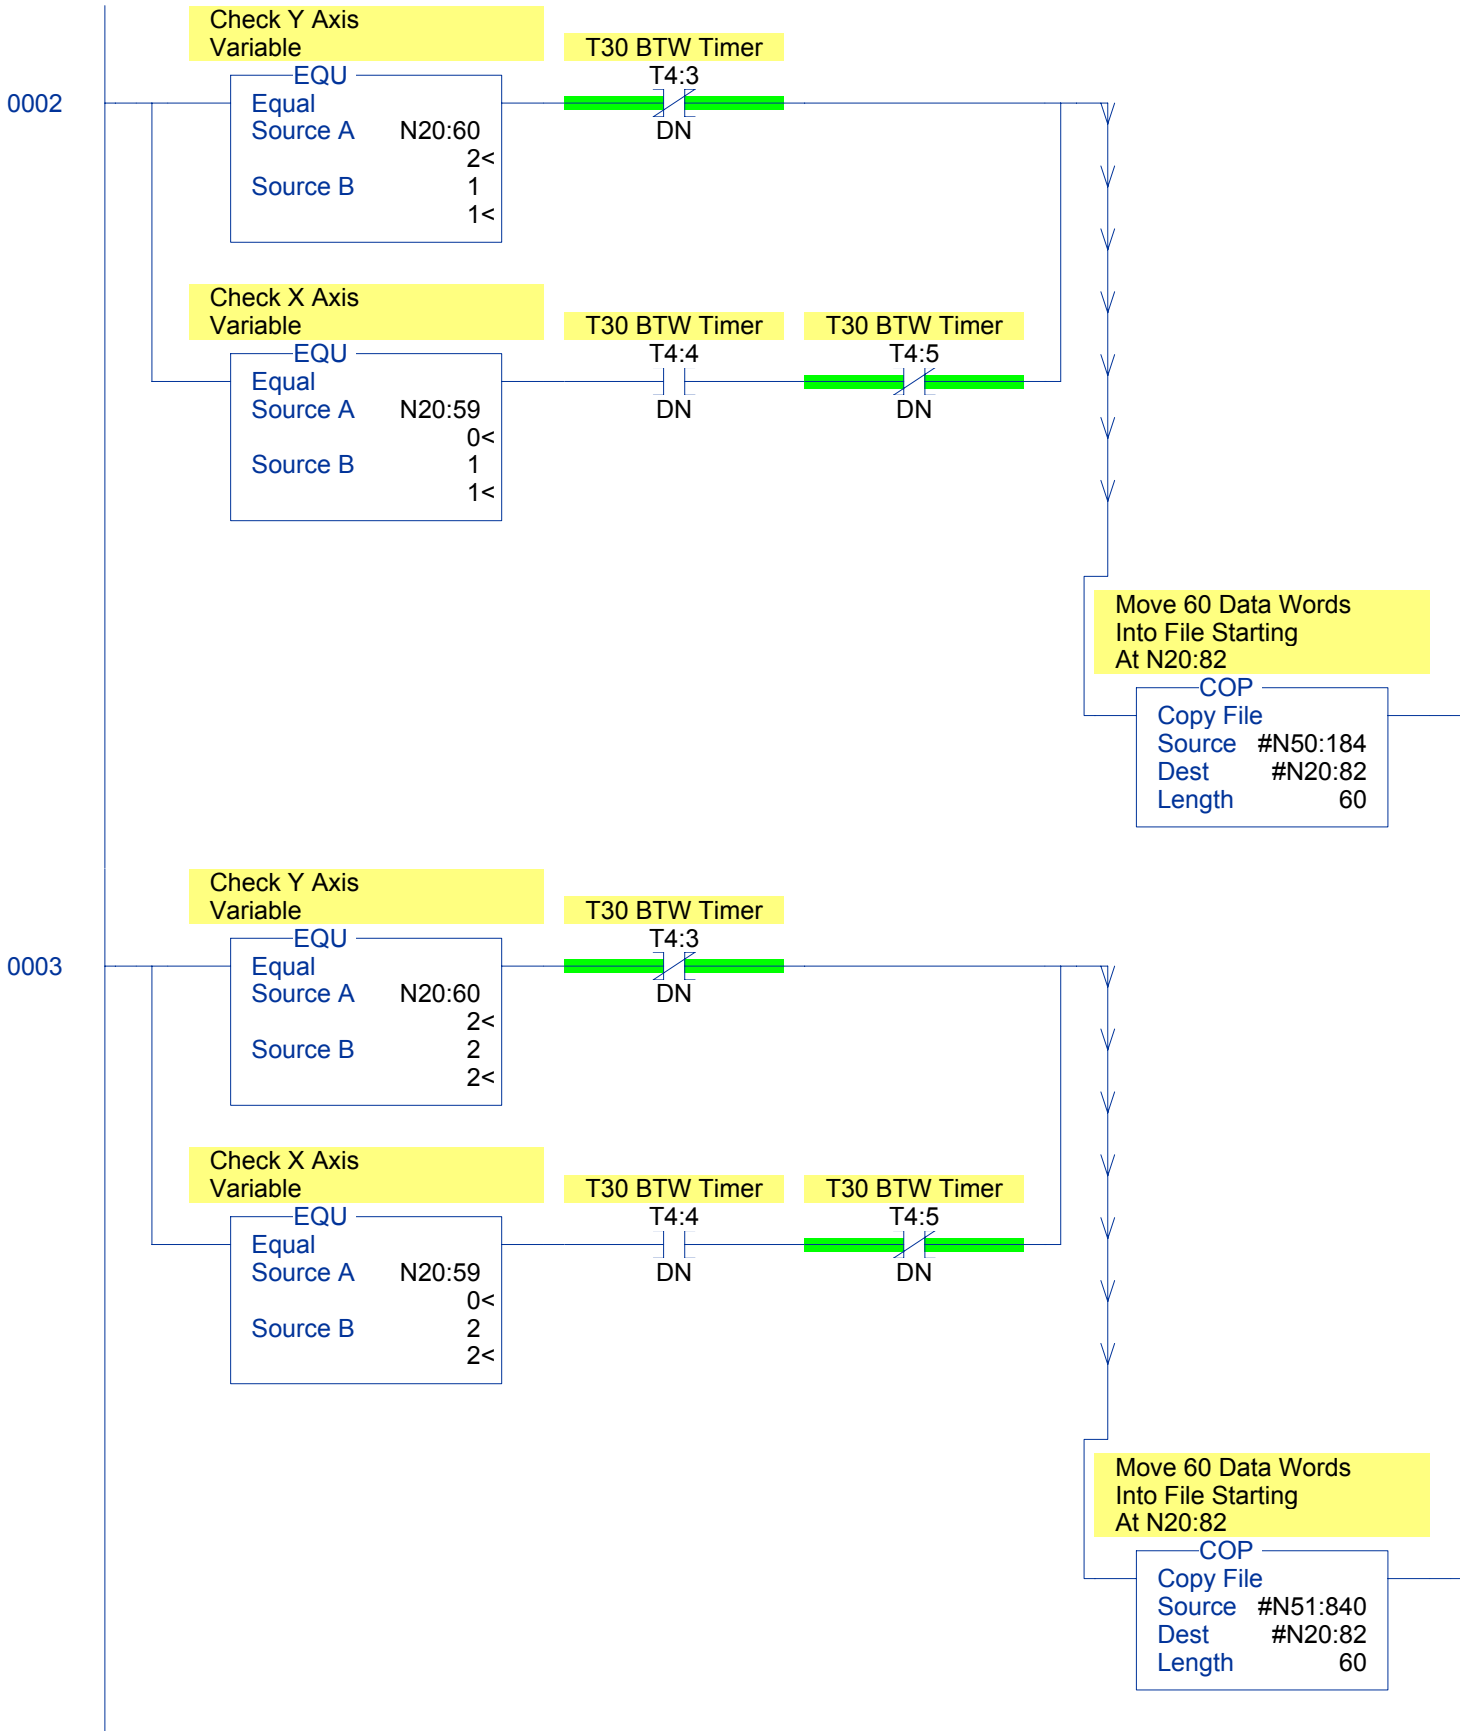 Check Y Axis
Variable
T30 BTW Timer
EQU
T4:3
0002
Equal
Source A N20:60
DN
2<
Source B 1
1<
Check X Axis
Variable
T30 BTW Timer T30 BTW Timer
EQU
T4:4 T4:5
Equal
Source A N20:59
DN DN
0<
Source B 1
1<
Move 60 Data Words
Into File Starting
At N20:82
COP
Copy File
Source #N50:184
Dest #N20:82
Length 60
Check Y Axis
Variable
T30 BTW Timer
EQU
T4:3
0003
Equal
Source A N20:60
DN
2<
Source B 2
2<
Check X Axis
Variable
T30 BTW Timer T30 BTW Timer
EQU
T4:4 T4:5
Equal
Source A N20:59
DN DN
0<
Source B 2
2<
Move 60 Data Words
Into File Starting
At N20:82
COP
Copy File
Source #N51:840
Dest #N20:82
Length 60